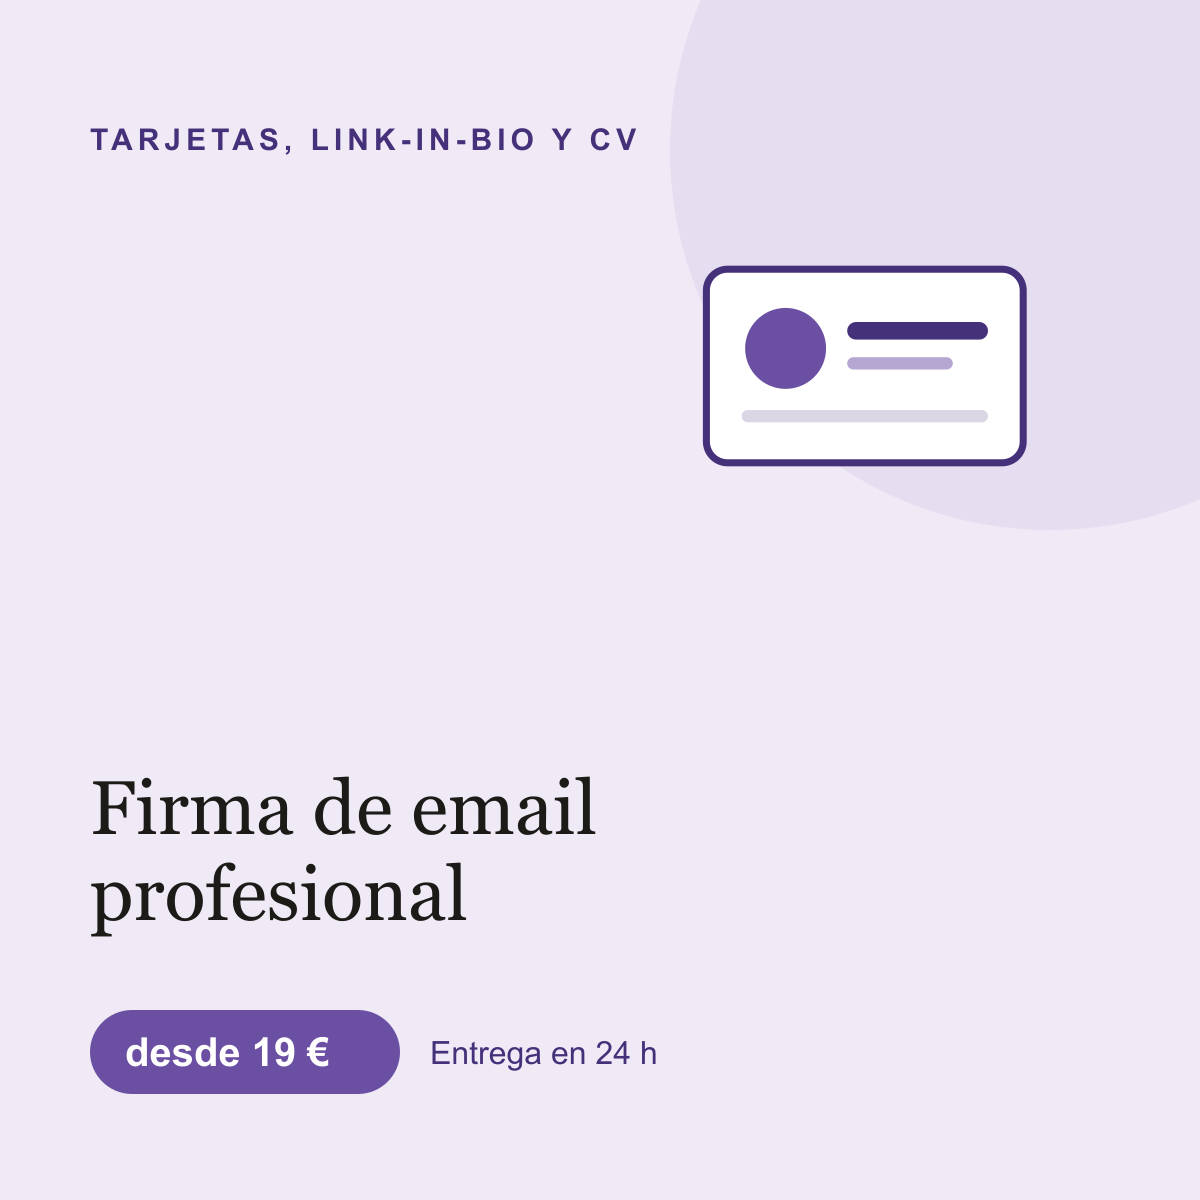 TARJETAS, LINK-IN-BIO Y CV
Firma de email
profesional
desde 19 €
Entrega en 24 h